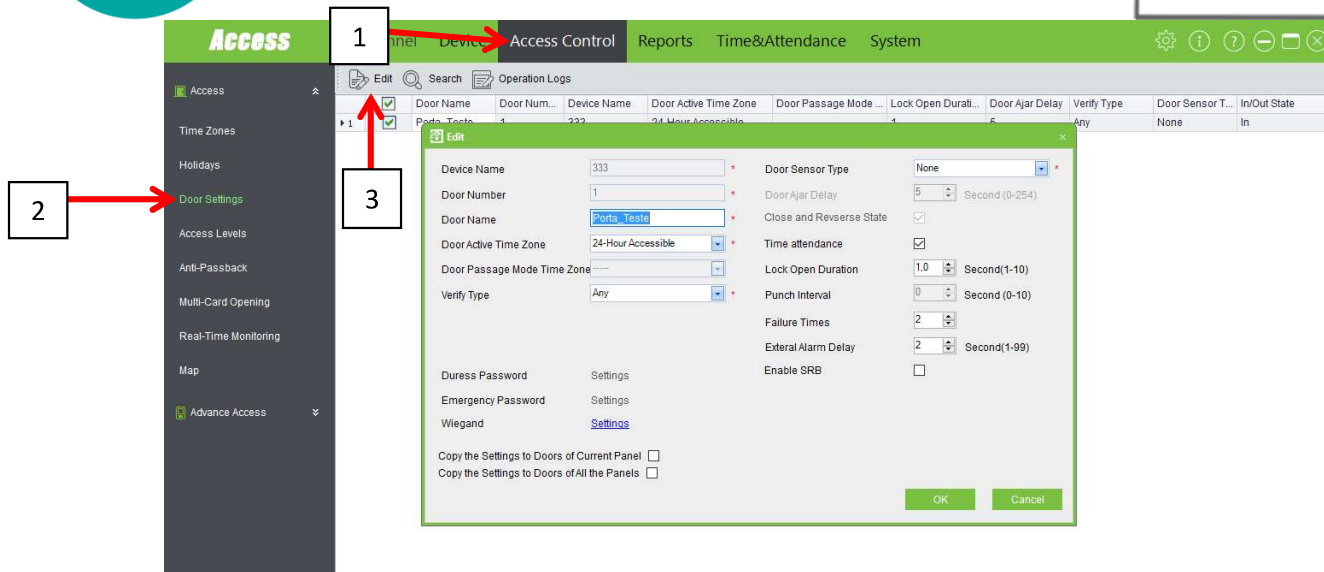 Access
1
nnel Device Access Control Reports Time&Attendance System
Access
Edit Search Operation Logs
Door Name Door Num... Device Name Door Active Time Zone Door Passage Mode ... Lock Open Durati... Door Ajar Delay Verify Type Door Sensor T... In/Out State
1 Porta_Teste 1 333 24-Hour Accessible 1 5 Any None In
Time Zones
Holidays
Door Settings
Access Levels
Anti-Passback
Multi-Card Opening
Real-Time Monitoring
Map
Advance Access
2
3
Edit
Device Name 333 *
Door Number 1 *
Door Name Porta_Teste *
Door Active Time Zone 24-Hour Accessible *
Door Passage Mode Time Zone -----
Verify Type Any *
Duress Password Settings
Emergency Password Settings
Wiegand Settings
Copy the Settings to Doors of Current Panel
Copy the Settings to Doors of All the Panels
Door Sensor Type None *
Door Ajar Delay 5 Second (0-254)
Close and Revserse State
Time attendance
Lock Open Duration 1.0 Second(1-10)
Punch Interval 0 Second (0-10)
Failure Times 2
Exteral Alarm Delay 2 Second(1-99)
Enable SRB
OK Cancel